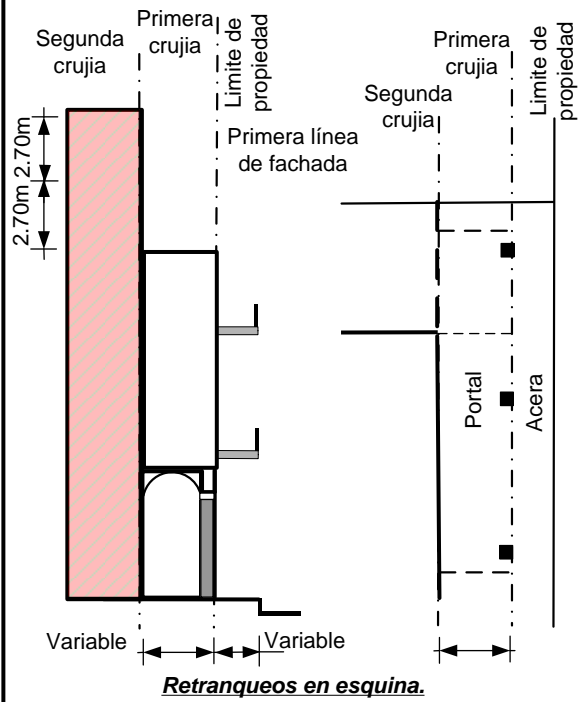 Segunda
crujia
Primera
crujia
Limite de
propiedad
Primera línea
de fachada
2.70m
2.70m
Variable
Variable
Segunda
crujia
Primera
crujia
Limite de
propiedad
Portal
Acera
Retranqueos en esquina.